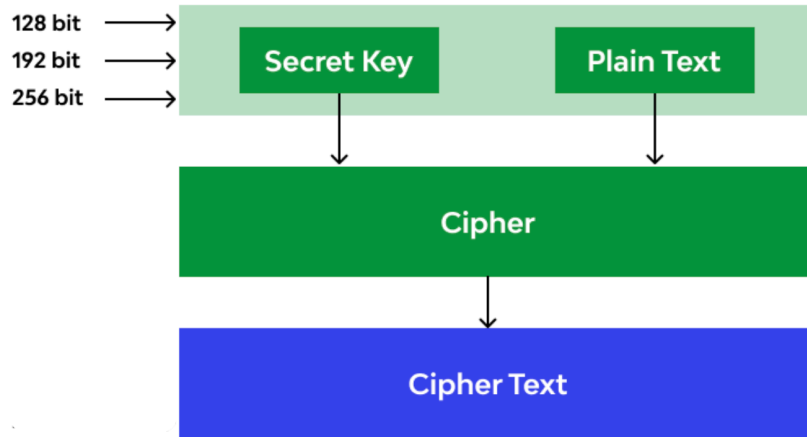 128 bit
192 bit
256 bit
Secret Key
Plain Text
Cipher
Cipher Text